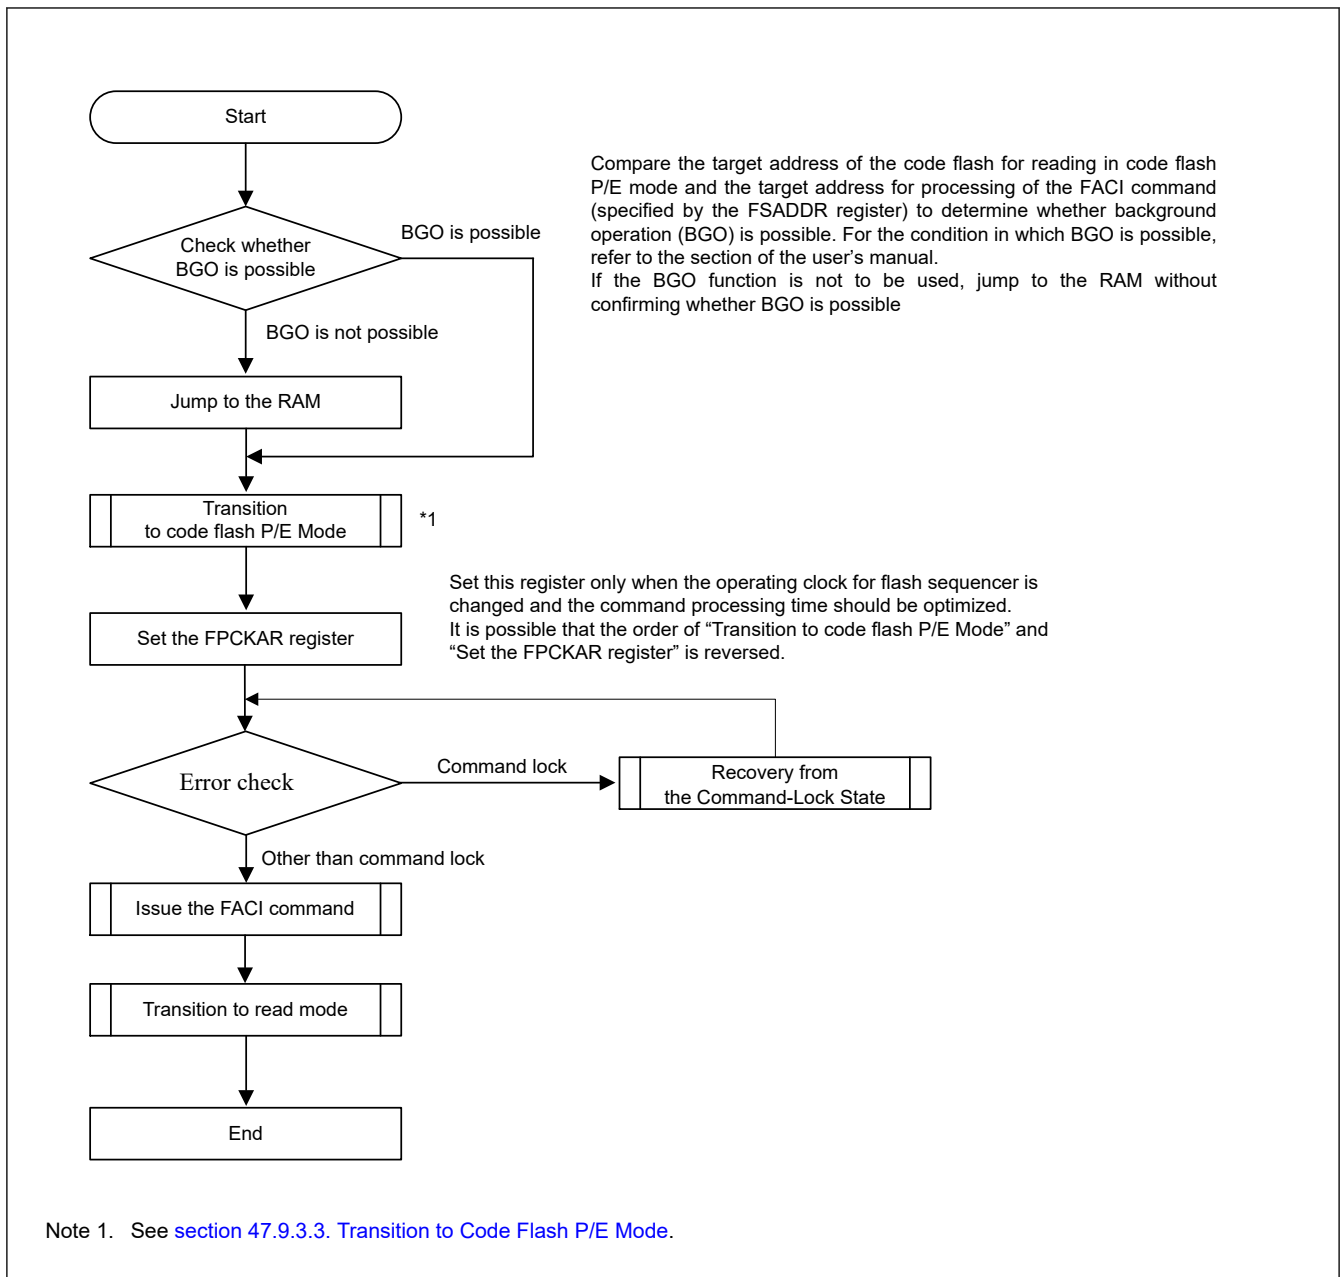 Start
Compare the target address of the code flash for reading in code flash
P/E mode and the target address for processing of the FACI command
(specified by the FSADDR register) to determine whether background
operation (BGO) is possible. For the condition in which BGO is possible,
refer to the section of the user's manual.
If the BGO function is not to be used, jump to the RAM without
confirming whether BGO is possible
Check whether
BGO is possible
BGO is possible
BGO is not possible
Jump to the RAM
Transition
to code flash P/E Mode
*1
Set this register only when the operating clock for flash sequencer is
changed and the command processing time should be optimized.
It is possible that the order of “Transition to code flash P/E Mode” and
“Set the FPCKAR register” is reversed.
Set the FPCKAR register
Error check
Command lock
Recovery from
the Command-Lock State
Other than command lock
Issue the FACI command
Transition to read mode
End
Note 1. See section 47.9.3.3. Transition to Code Flash P/E Mode.